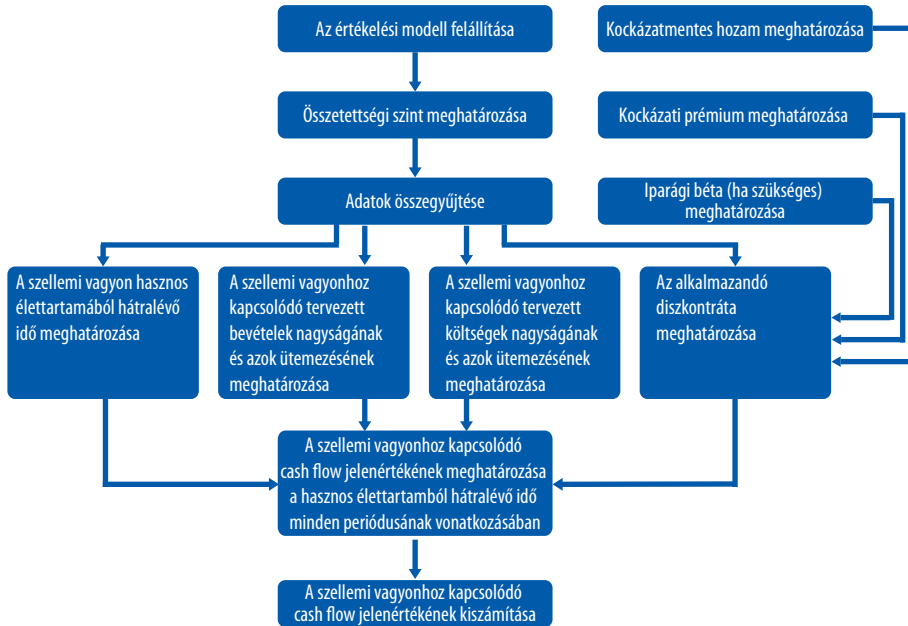 Az értékelési modell felállítása
Kockázatmentes hozam meghatározása
Összetettségi szint meghatározása
Kockázati prémium meghatározása
Adatok összegyűjtése
Iparági béta (ha szükséges)
meghatározása
A szellemi vagyon hasznos
élettartamából hátralévő
idő meghatározása
A szellemi vagyonhoz
kapcsolódó tervezett
bevételek nagyságának
és azok ütemezésének
meghatározása
A szellemi vagyonhoz
kapcsolódó tervezett
költségek nagyságának
és azok ütemezésének
meghatározása
Az alkalmazandó
diszkontráta
meghatározása
A szellemi vagyonhoz kapcsolódó
cash flow jelenértékének meghatározása
a hasznos élettartamból hátralévő idő
minden periódusának vonatkozásában
A szellemi vagyonhoz kapcsolódó
cash flow jelenértékének kiszámítása